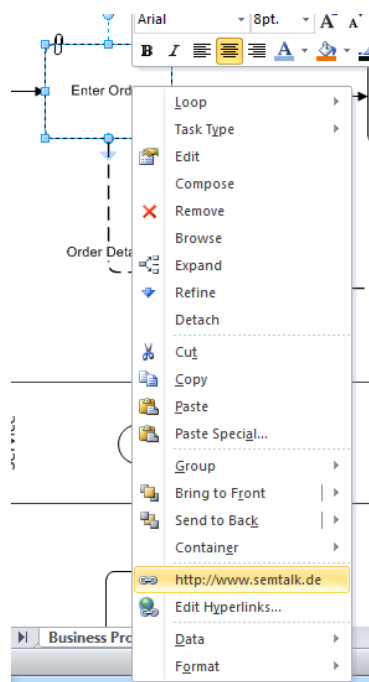 Arial 8pt. A A
B I A
Enter Ord
Loop
Task Type
Edit
Compose
Remove
Browse
Order Deta
Expand
Refine
Detach
Cut
Copy
Paste
service
Paste Special...
Group
Bring to Front
Send to Back
Container
http://www.semtalk.de
Edit Hyperlinks...
Business Pro
Data
Format